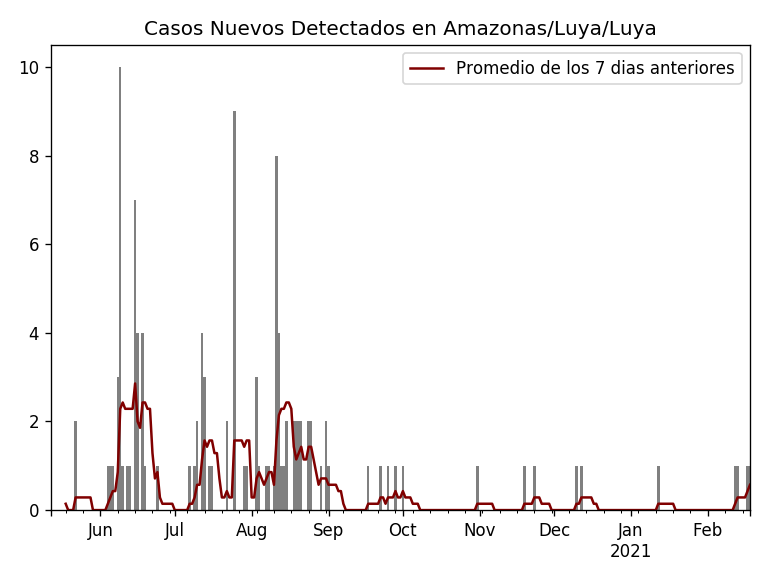 Casos Nuevos Detectados en Amazonas/Luya/Luya
Promedio de los 7 dias anteriores
10
8
6
4
2
0
Jun Jul Aug Sep Oct Nov Dec Jan Feb
2021